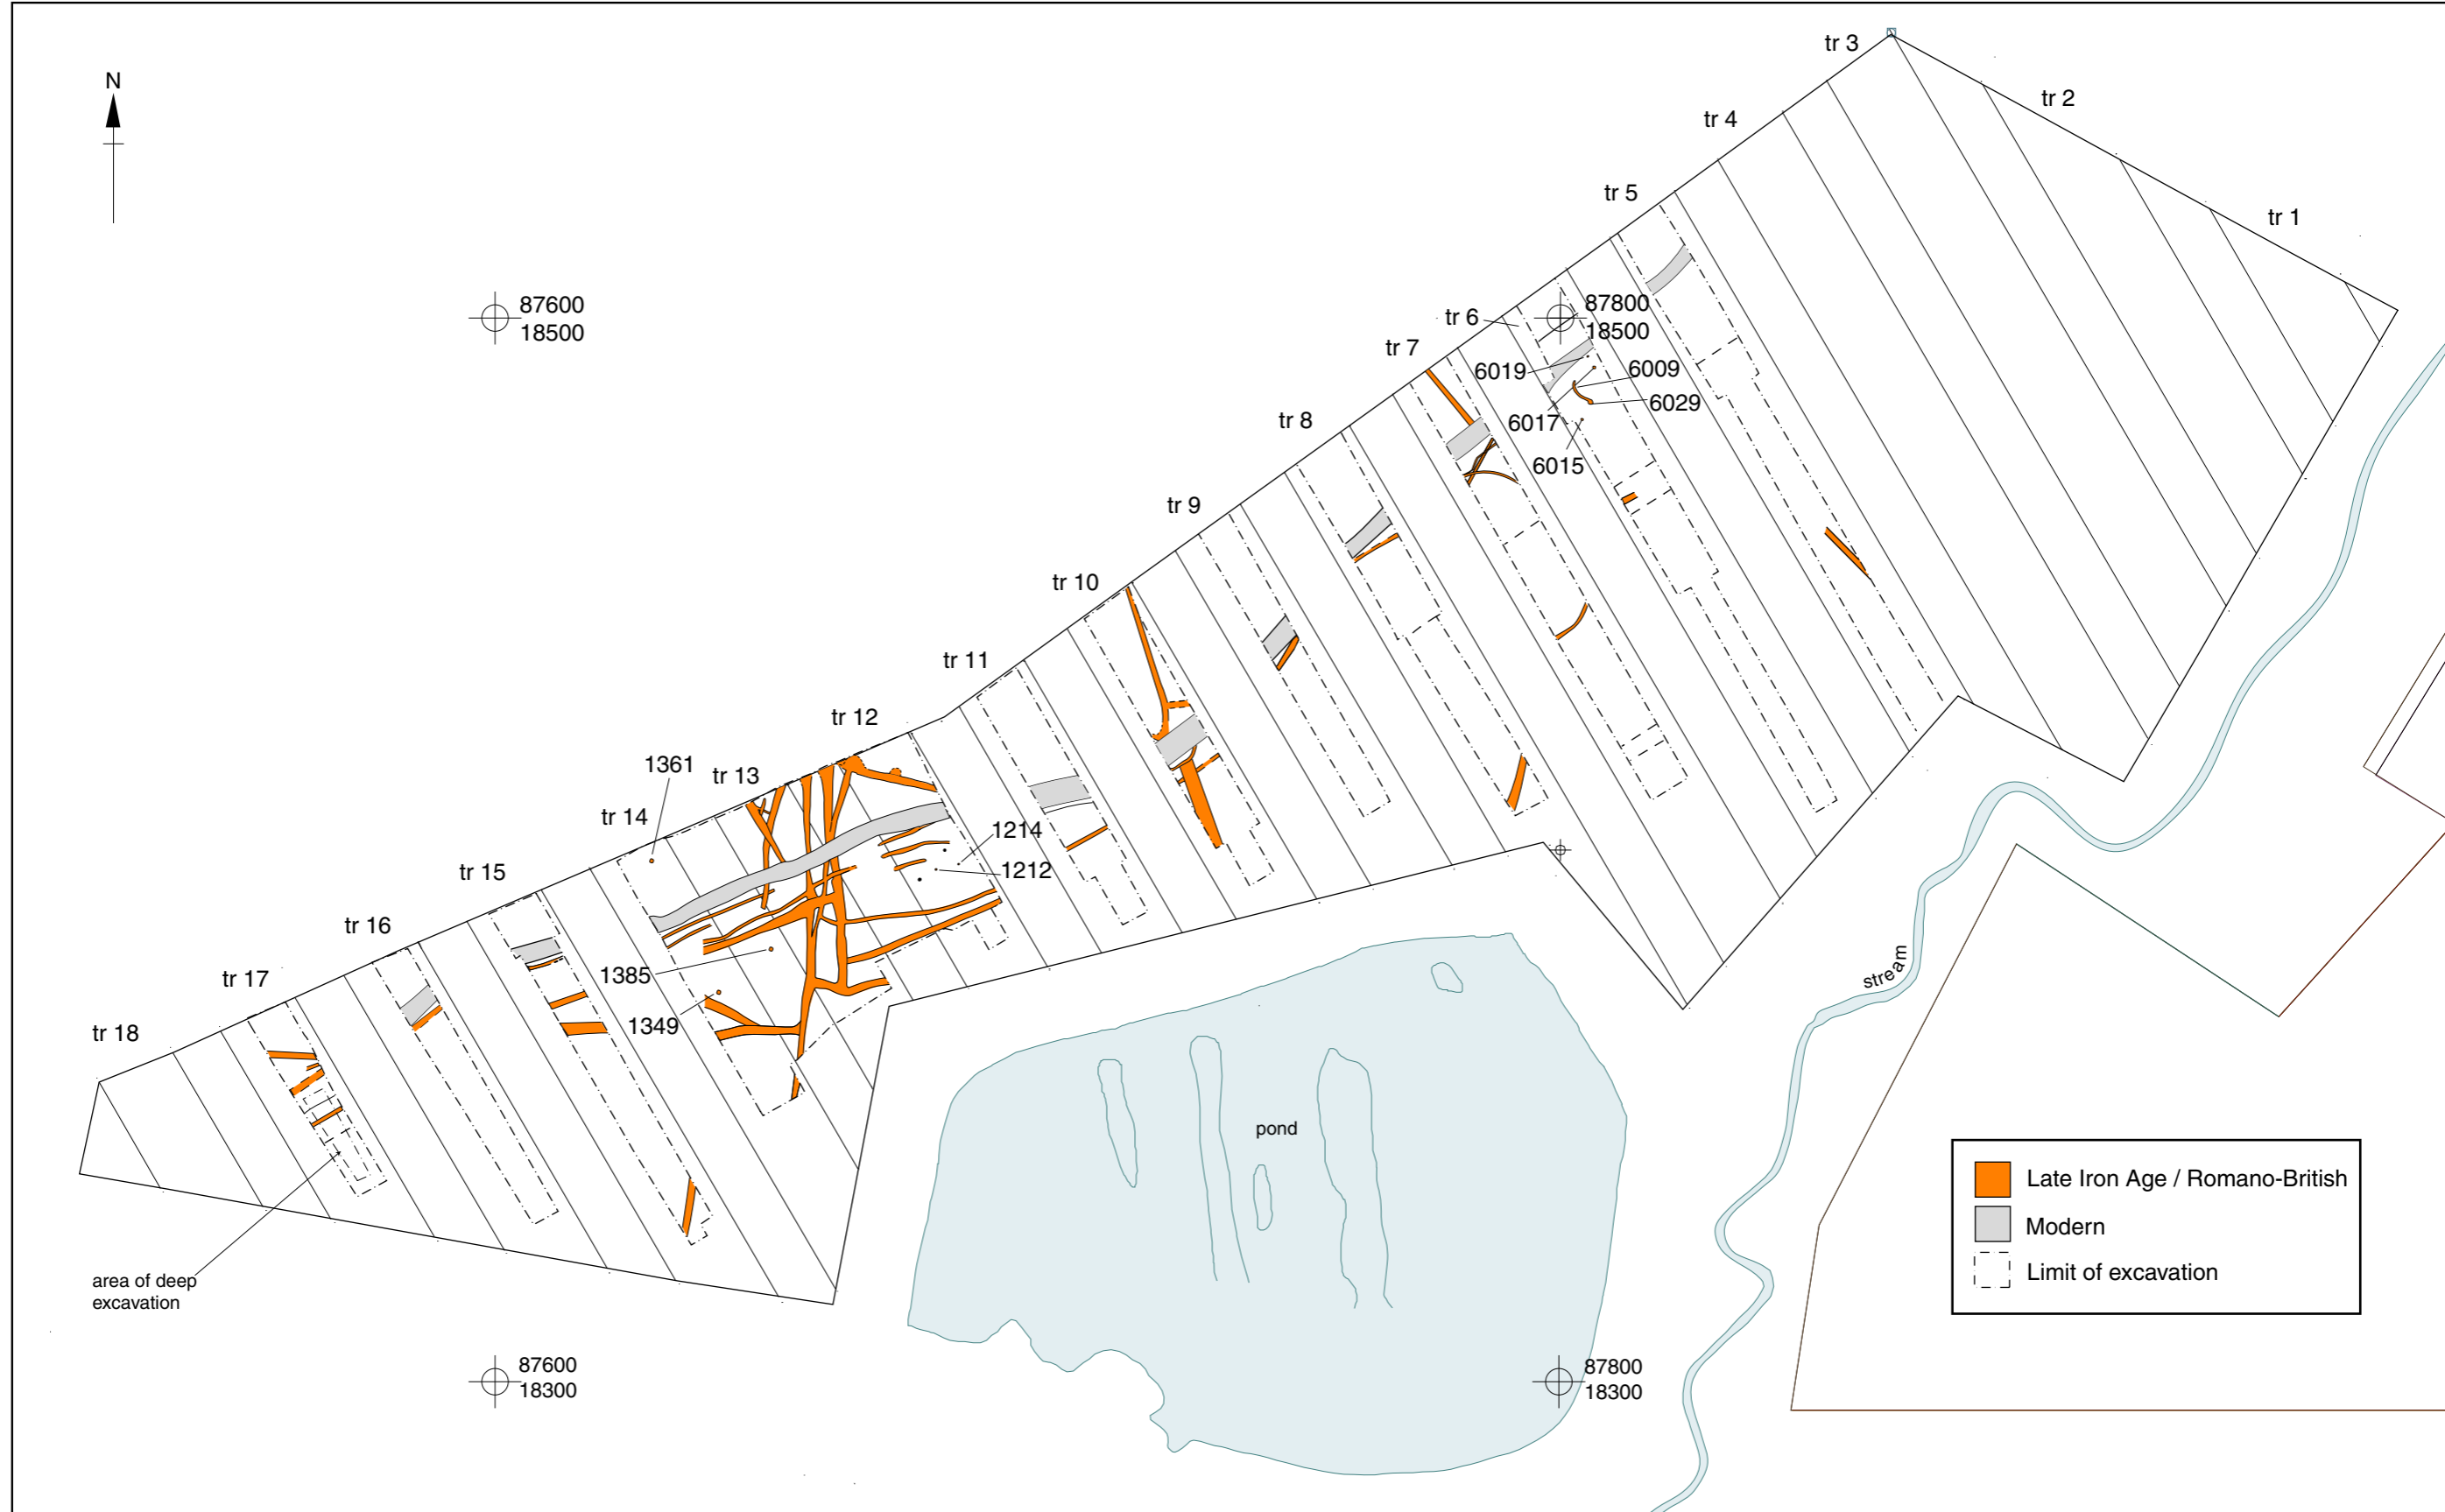 N
tr 3
tr 2
tr 4
tr 5
tr 1
87600
18500
87800
18500
tr 6
tr 7
6019
6009
6029
6017
6015
tr 8
tr 9
tr 10
tr 11
tr 12
1361
tr 13
tr 14
1214
1212
tr 15
tr 16
1385
1349
tr 17
tr 18
stream
pond
area of deep
excavation
Late Iron Age / Romano-British
Modern
Limit of excavation
87600
18300
87800
18300